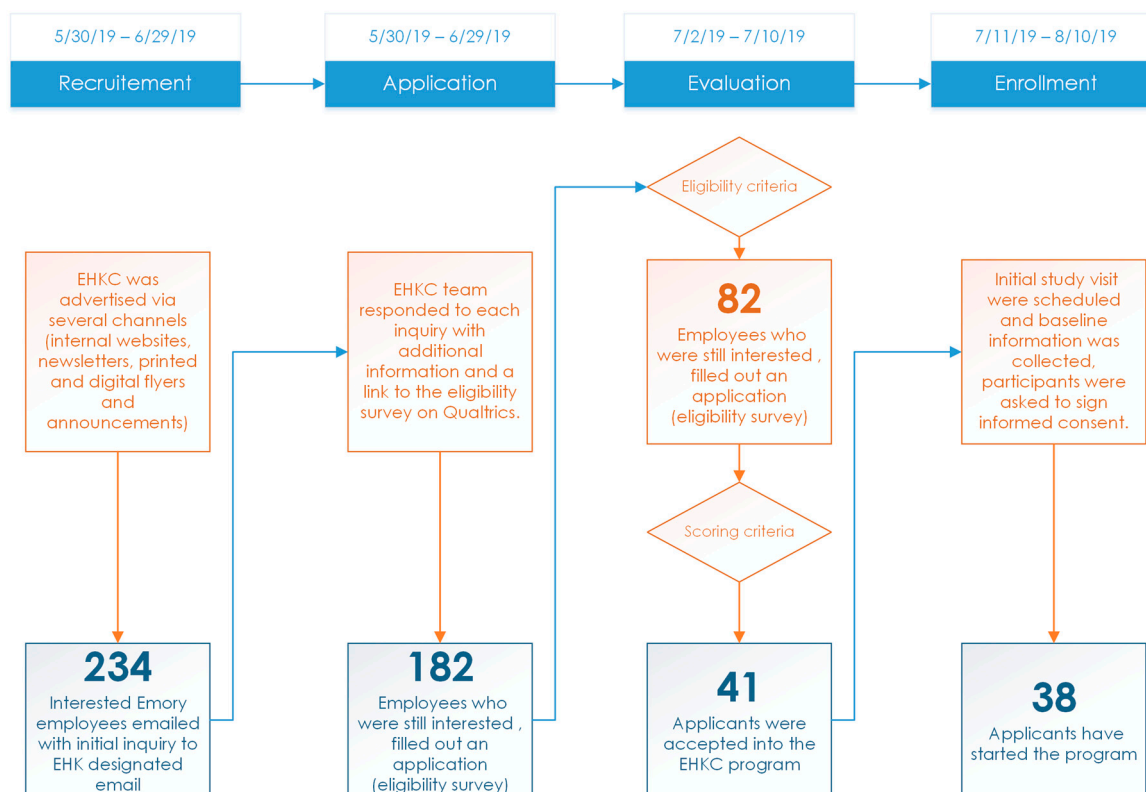 5/30/19 – 6/29/19
Recruitement
5/30/19 – 6/29/19
Application
7/2/19 – 7/10/19
Evaluation
7/11/19 – 8/10/19
Enrollment
EHKC was
advertised via
several channels
(internal websites,
newsletters, printed
and digital flyers
and
announcements)
234
Interested Emory
employees emailed
with initial inquiry to
EHK designated
email
EHKC team
responded to each
inquiry with
additional
information and a
link to the eligibility
survey on Qualtrics.
182
Employees who
were still interested ,
filled out an
application
(eligibility survey)
Eligibility criteria
82
Employees who
were still interested ,
filled out an
application
(eligibility survey)
Scoring criteria
41
Applicants were
accepted into the
EHKC program
Initial study visit
were scheduled
and baseline
information was
collected,
participants were
asked to sign
informed consent.
38
Applicants have
started the program